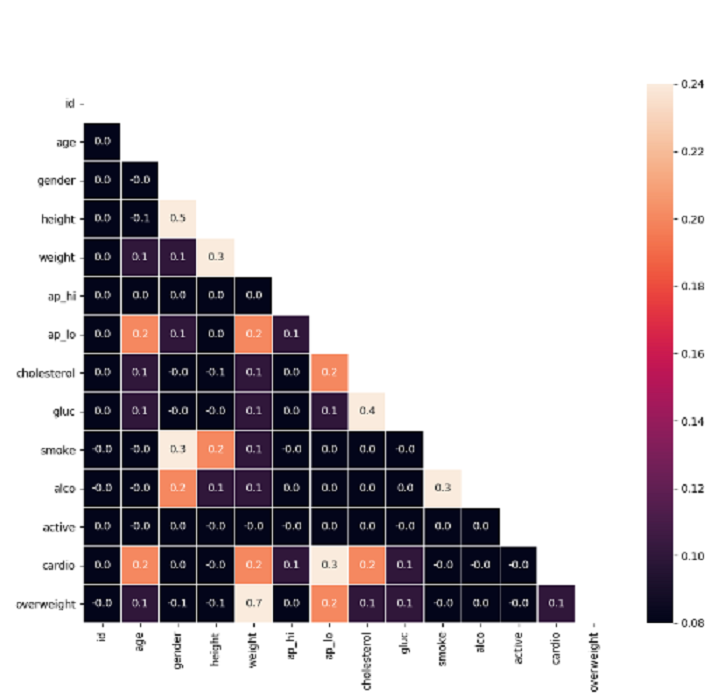 0.24
id
age 0.0
0.22
gender 0.0 -0.0
height 0.0 -0.1 0.5
0.20
weight 0.0 0.1 0.1 0.3
0.18
ap_hi 0.0 0.0 0.0 0.0 0.0
ap_lo 0.0 0.2 0.1 0.0 0.2 0.1
0.16
cholesterol 0.0 0.1 -0.0 -0.1 0.1 0.0 0.2
gluc 0.0 0.1 -0.0 -0.0 0.1 0.0 0.1 0.4
0.14
smoke -0.0 -0.0 0.3 0.2 0.1 -0.0 0.0 0.0 -0.0
0.12
alco -0.0 -0.0 0.2 0.1 0.1 0.0 0.0 0.0 0.0 0.3
active -0.0 -0.0 0.0 -0.0 -0.0 -0.0 0.0 0.0 -0.0 0.0 0.0
0.10
cardio 0.0 0.2 0.0 -0.0 0.2 0.1 0.3 0.2 0.1 -0.0 -0.0 -0.0
overweight -0.0 0.1 -0.1 -0.1 0.7 0.0 0.2 0.1 0.1 -0.0 0.0 -0.0 0.1
0.08
id age gender height weight ap_hi ap_lo cholesterol gluc smoke alco active cardio overweight